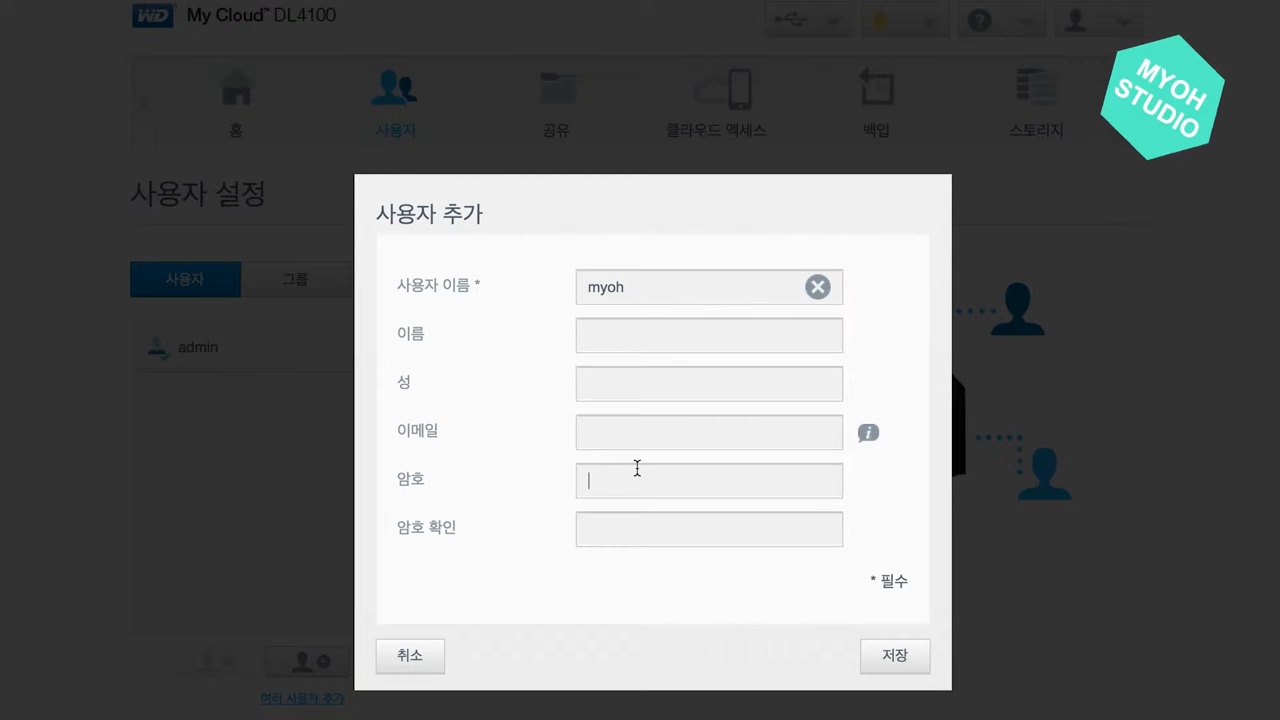 WD My Cloud™ DL4100
MYOH
STUDIO
홈
사용자
공유
클라우드 액세스
백업
스토리지
사용자 설정
사용자
그룹
admin
사용자 추가
사용자 이름 *
myoh
이름
성
이메일
암호
암호 확인
* 필수
취소
저장
여러 사용자 추가